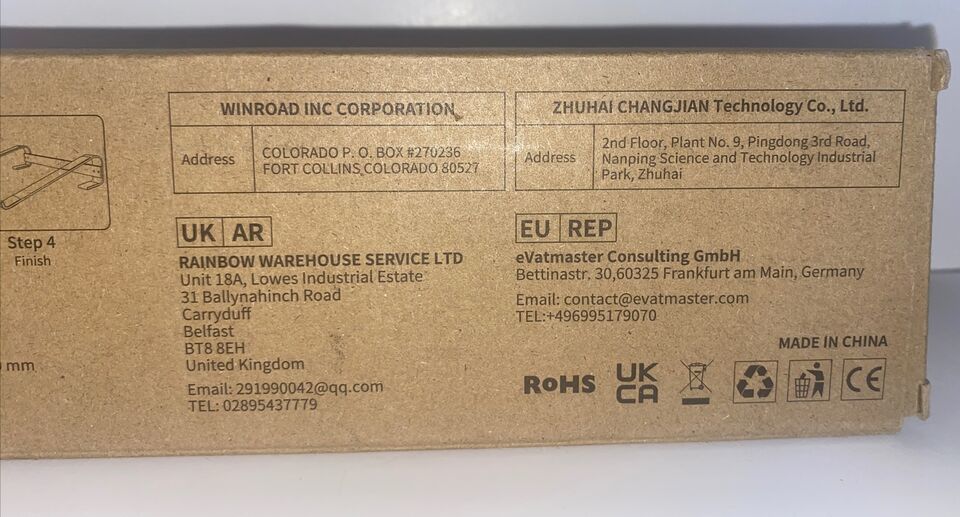 WINROAD INC CORPORATION
Address
COLORADO P. O. BOX #270236
FORT COLLINS,COLORADO 80527
ZHUHAI CHANGJIAN Technology Co., Ltd.
Address
2nd Floor, Plant No. 9, Pingdong 3rd Road,
Nanping Science and Technology Industrial
Park, Zhuhai
Step 4
Finish
mm
UK AR
RAINBOW WAREHOUSE SERVICE LTD
Unit 18A, Lowes Industrial Estate
31 Ballynahinch Road
Carryduff
Belfast
BT8 8EH
United Kingdom
Email: 291990042@qq.com
TEL: 02895437779
EU REP
eVatmaster Consulting GmbH
Bettinastr. 30,60325 Frankfurt am Main, Germany
Email: contact@evatmaster.com
TEL:+496995179070
MADE IN CHINA
RoHS
UK
CA
CE